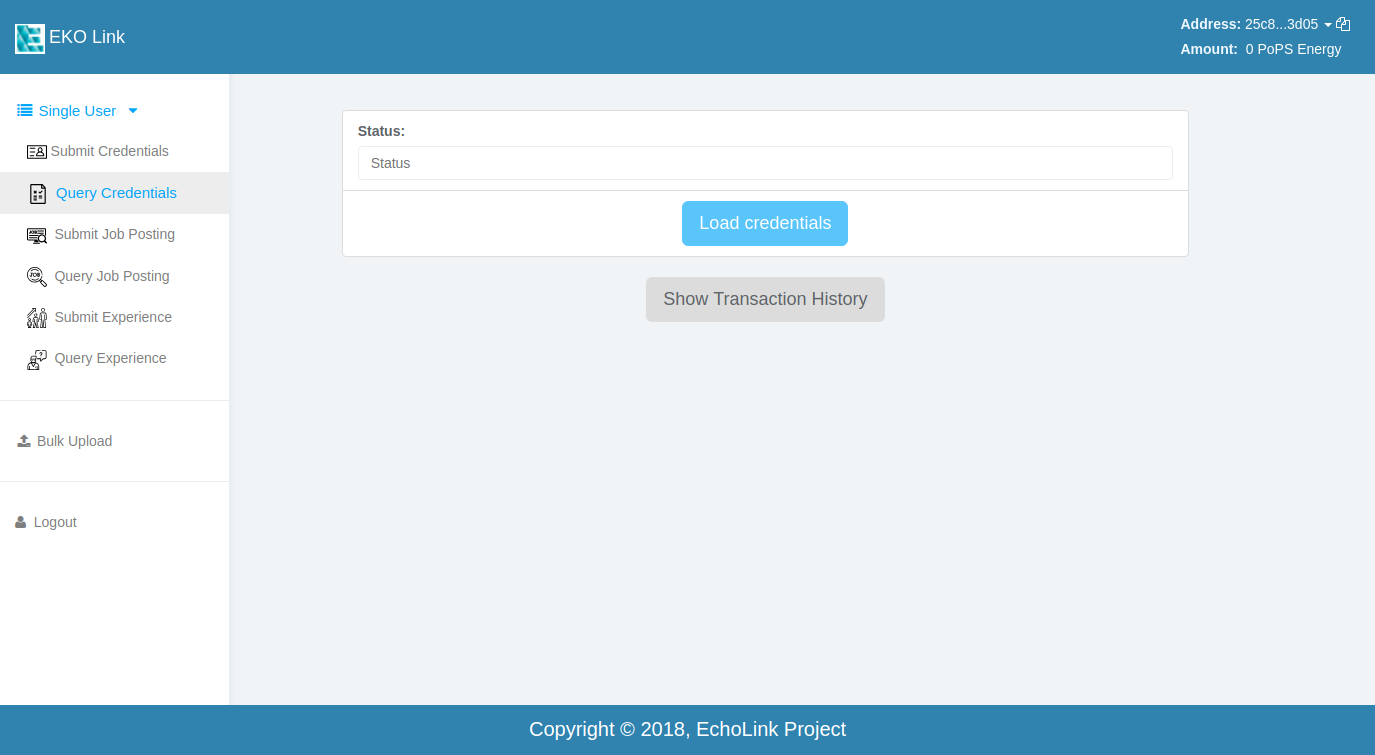 EKO Link
Address: 25c8...3d05
Amount: 0 PoPS Energy
Single User
Submit Credentials
Query Credentials
Submit Job Posting
Query Job Posting
Submit Experience
Query Experience
Bulk Upload
Logout
Status:
Status
Load credentials
Show Transaction History
Copyright © 2018, EchoLink Project